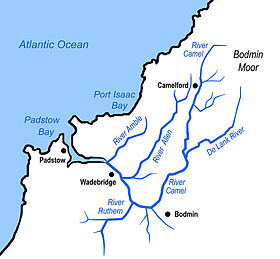 Atlantic Ocean
River
Camel
Bodmin
Moor
Camelford
Port Isaac
Bay
Padstow
Bay
River Amble
River Allen
De Lank River
Padstow
Wadebridge
River
Camel
River
Ruthern
Bodmin